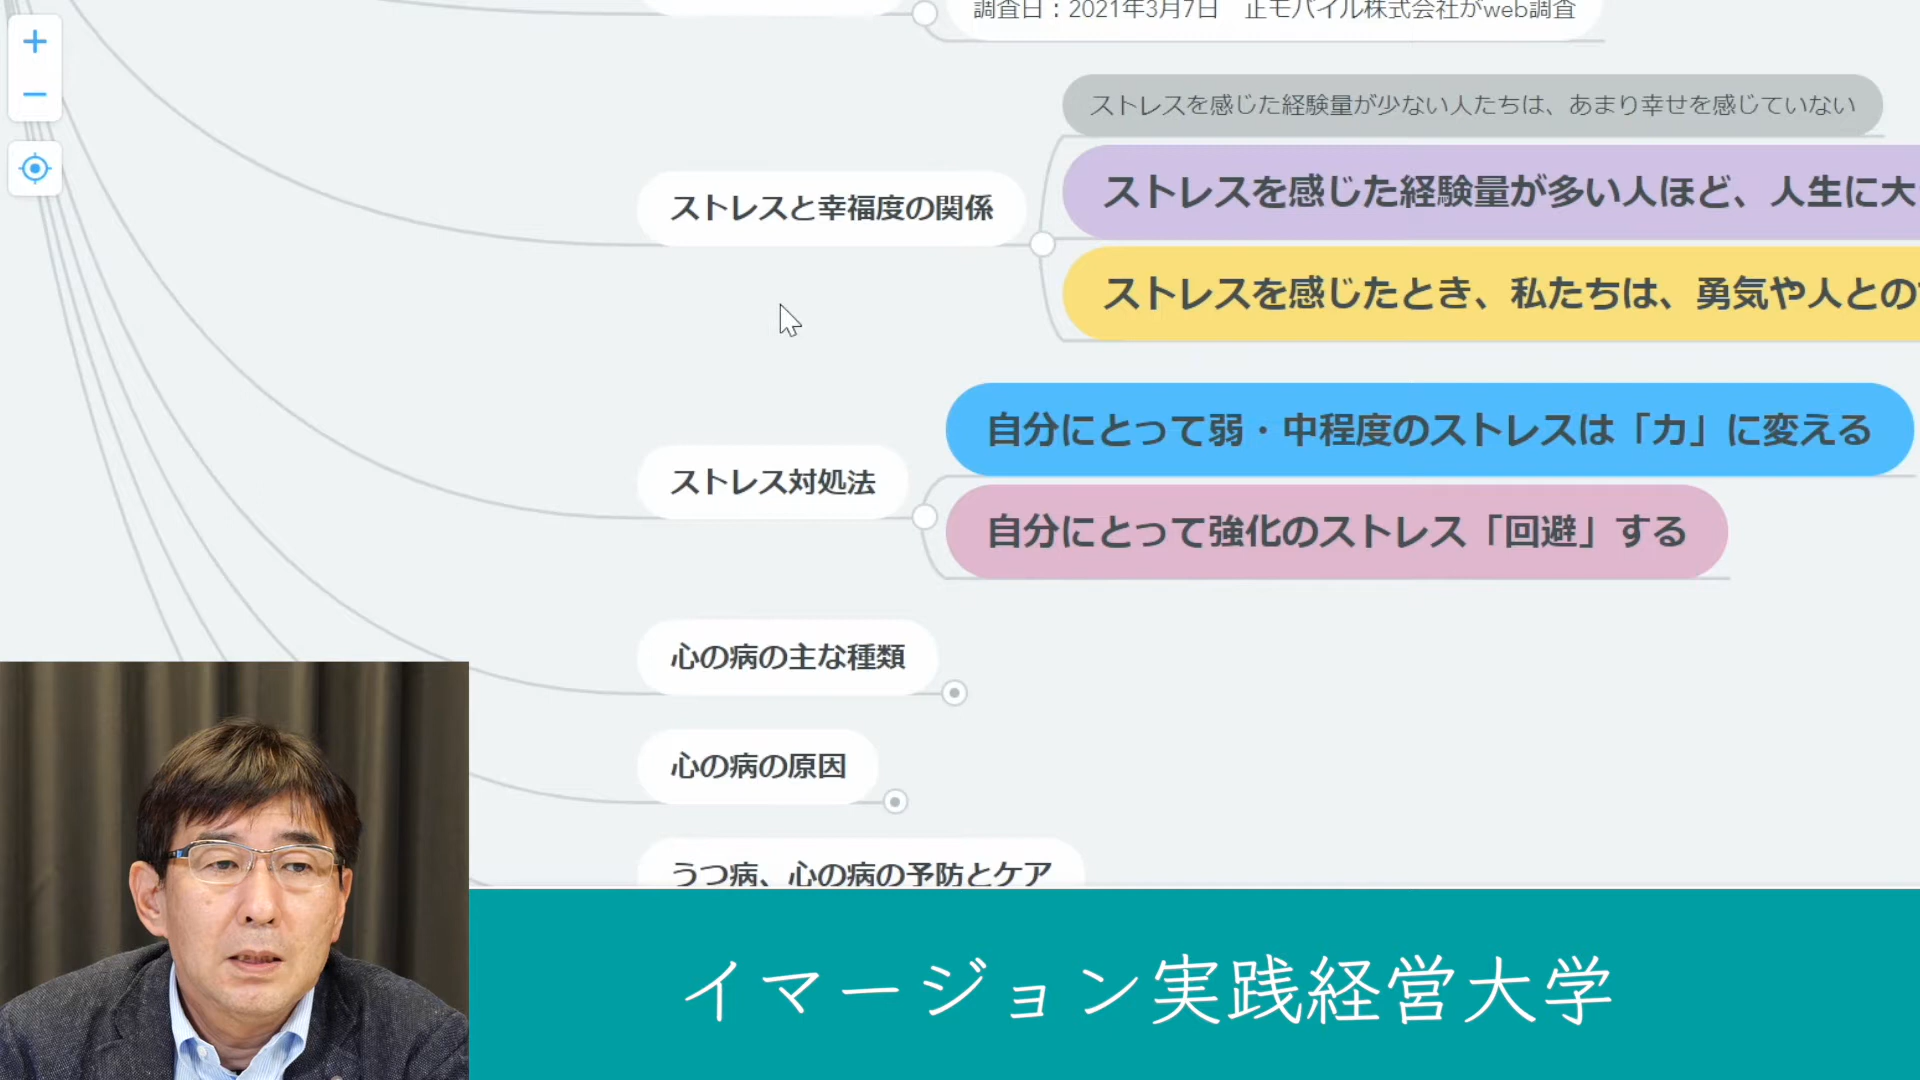 調査日：2021年3月7日　正モバイル株式会社がweb調査
ストレスを感じた経験量が少ない人たちは、あまり幸せを感じていない
ストレスと幸福度の関係
ストレスを感じた経験量が多い人ほど、人生に大
ストレスを感じたとき、私たちは、勇気や人との
自分にとって弱・中程度のストレスは「力」に変える
ストレス対処法
自分にとって強化のストレス「回避」する
心の病の主な種類
心の病の原因
うつ病、心の病の予防とケア
イマージョン実践経営大学